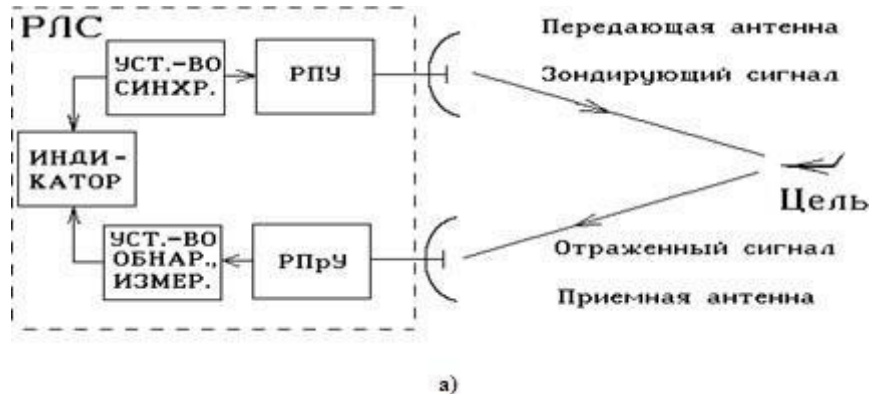 РЛС
УСТ.-ВО
СИНХР.
РПУ
Передающая антенна
Зондирующий сигнал
ИНДИ-
КАТОР
Цель
УСТ.-ВО
ОБНАР.,
ИЗМЕР.
РПрУ
Отраженный сигнал
Приемная антенна
а)